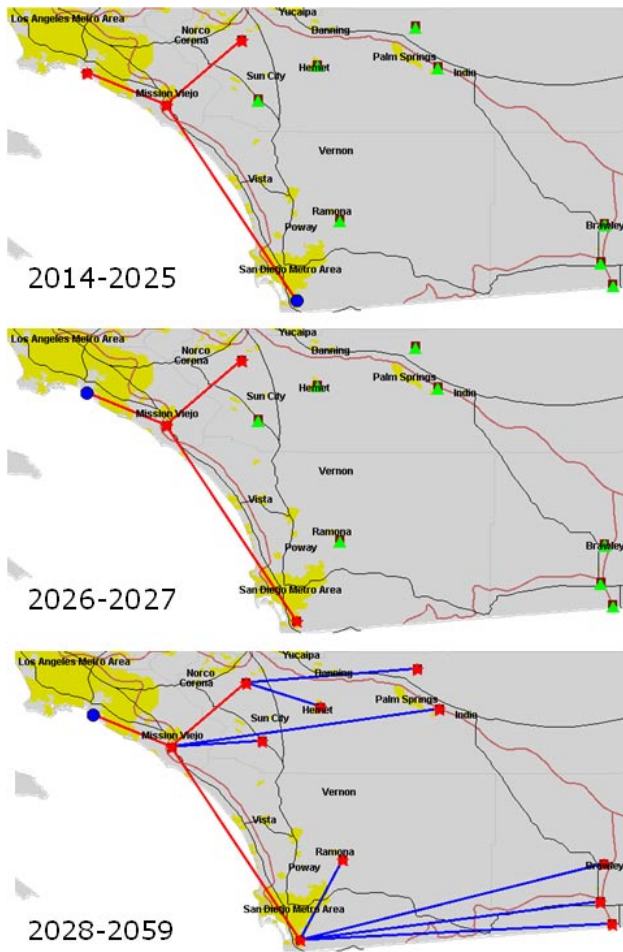 Los Angeles Metro Area
Yucaipa
Norco
Corona
Banning
Palm Springs
Sun City
Hemet
Indio
Mission Viejo
Vernon
Vista
Ramona
Poway
Brawley
San Diego Metro Area
2014-2025
Yucaipa
Los Angeles Metro Area
Norco
Corona
Banning
Palm Springs
Sun City
Hemet
Indio
Mission Viejo
Vernon
Vista
Ramona
Poway
Brawley
San Diego Metro Area
2026-2027
Yucaipa
Los Angeles Metro Area
Norco
Corona
Banning
Palm Springs
Sun City
Hemet
Indio
Mission Viejo
Vernon
Vista
Ramona
Poway
Brawley
San Diego Metro Area
2028-2059